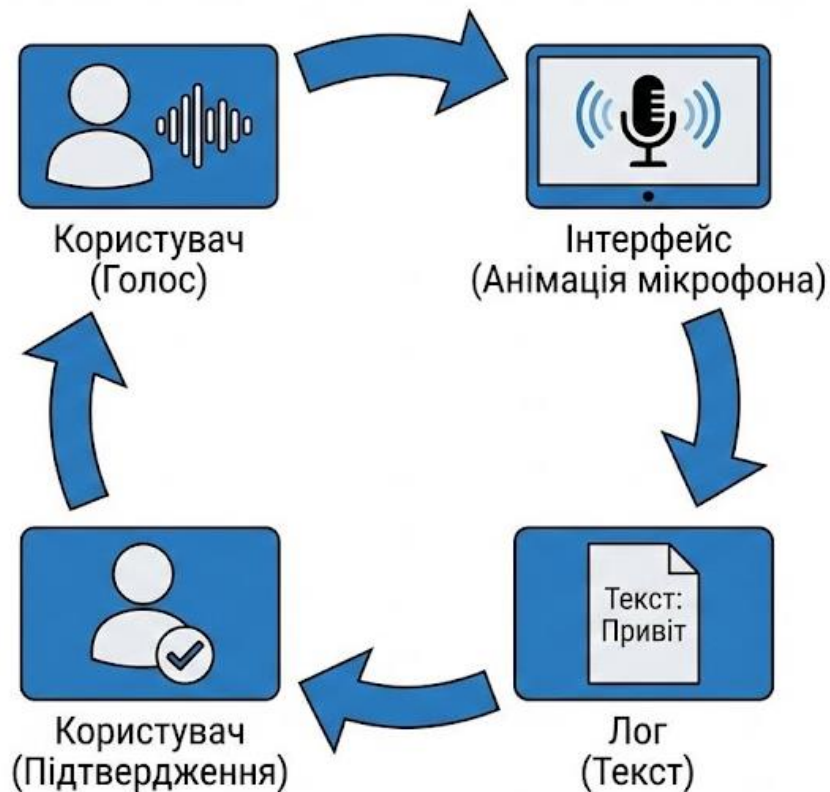 Користувач
(Голос)
Інтерфейс
(Анімація мікрофона)
Текст:
Привіт
Лог
(Текст)
Користувач
(Підтвердження)